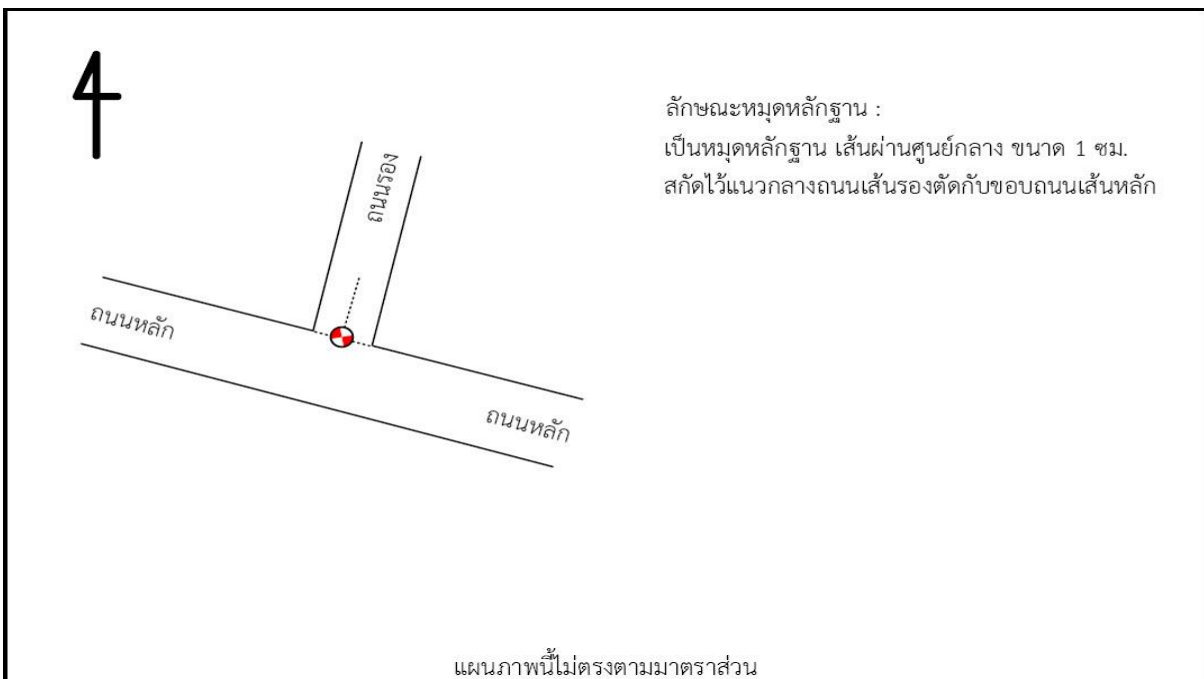 ลักษณะหมุดหลักฐาน :
เป็นหมุดหลักฐาน เส้นผ่านศูนย์กลาง ขนาด 1 ซม.
สกัดไว้แนวกลางถนนเส้นรองตัดกับขอบถนนเส้นหลัก
ถนนรอง
ถนนหลัก
ถนนหลัก
แผนภาพนี้ไม่ตรงตามมาตราส่วน